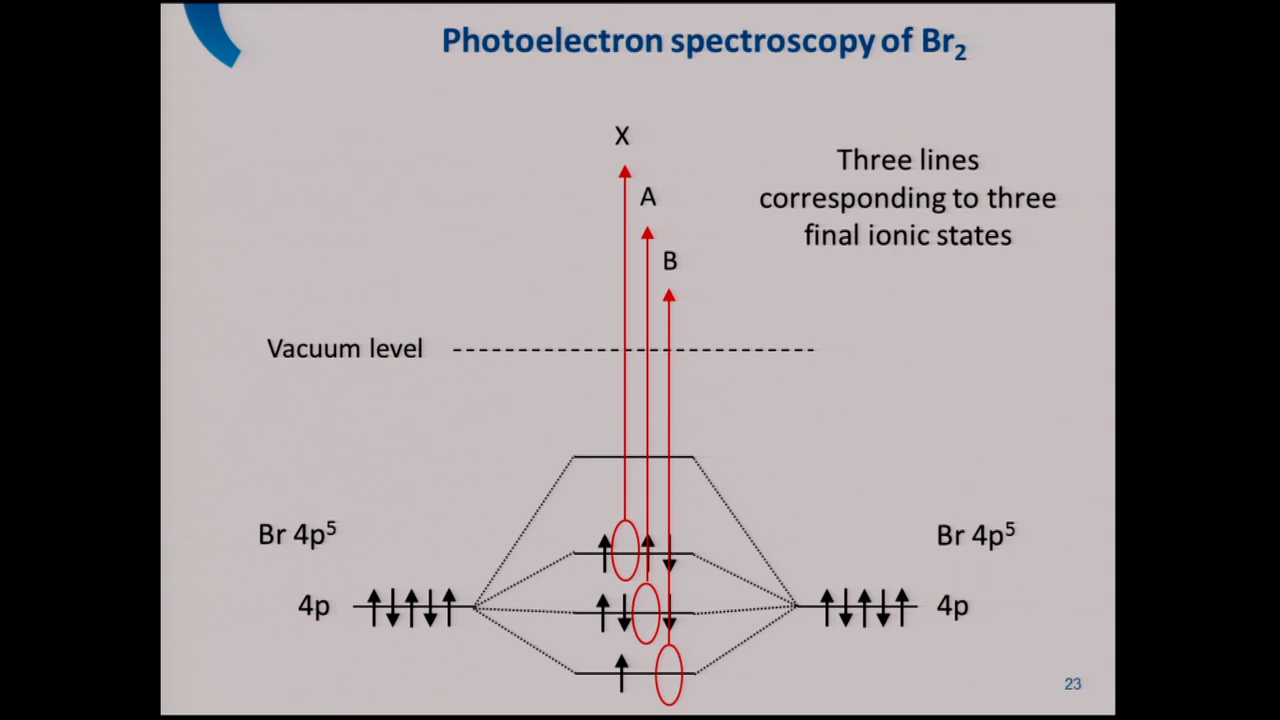 Photoelectron spectroscopy of Br₂
X
A
B
Three lines
corresponding to three
final ionic states
Vacuum level
Br 4p⁵
Br 4p⁵
4p
4p
23